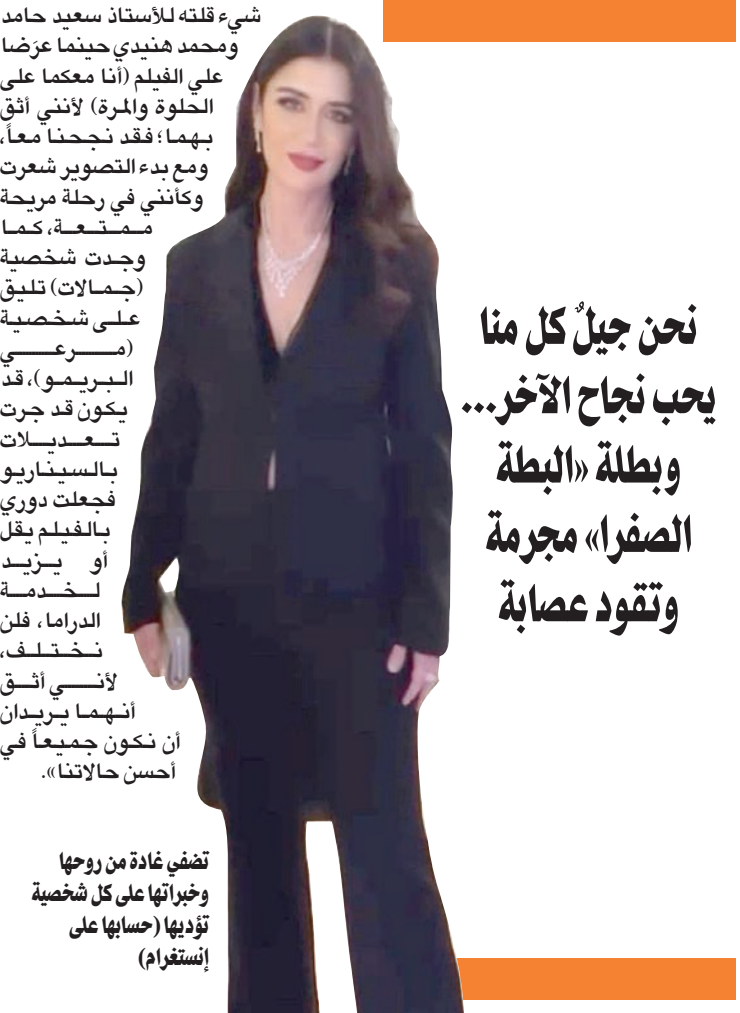 شيء قلته للأستاذ سعيد حامد
ومحمد هنيدي حينما عرَضا
علي الفيلم (أنا معكما على
الحلوة والمرة) لأنني أثق
بهما؛ فقد نجحنا معاً،
ومع بدء التصوير شعرت
وكأنني في رحلة مريحة
ممتعة، كما
وجدت شخصية
(جمالات) تليق
على شخصية
(مرعي
البريمو)، قد
يكون قد جرت
تعديلات
بالسيناريو
فجعلت دوري
بالفيلم يقل
أو يزيد
لخدمة
الدراما، فلن
نختلف،
لأنني أثق
أنهما يريدان
أن نكون جميعاً في
أحسن حالاتنا».
نحن جيلٌ كل منا
يحب نجاح الآخر...
وبطلة «البطة
الصفرا» مجرمة
وتقود عصابة
تضفي غادة من روحها
وخبراتها على كل شخصية
تؤديها (حسابها على
إنستغرام)